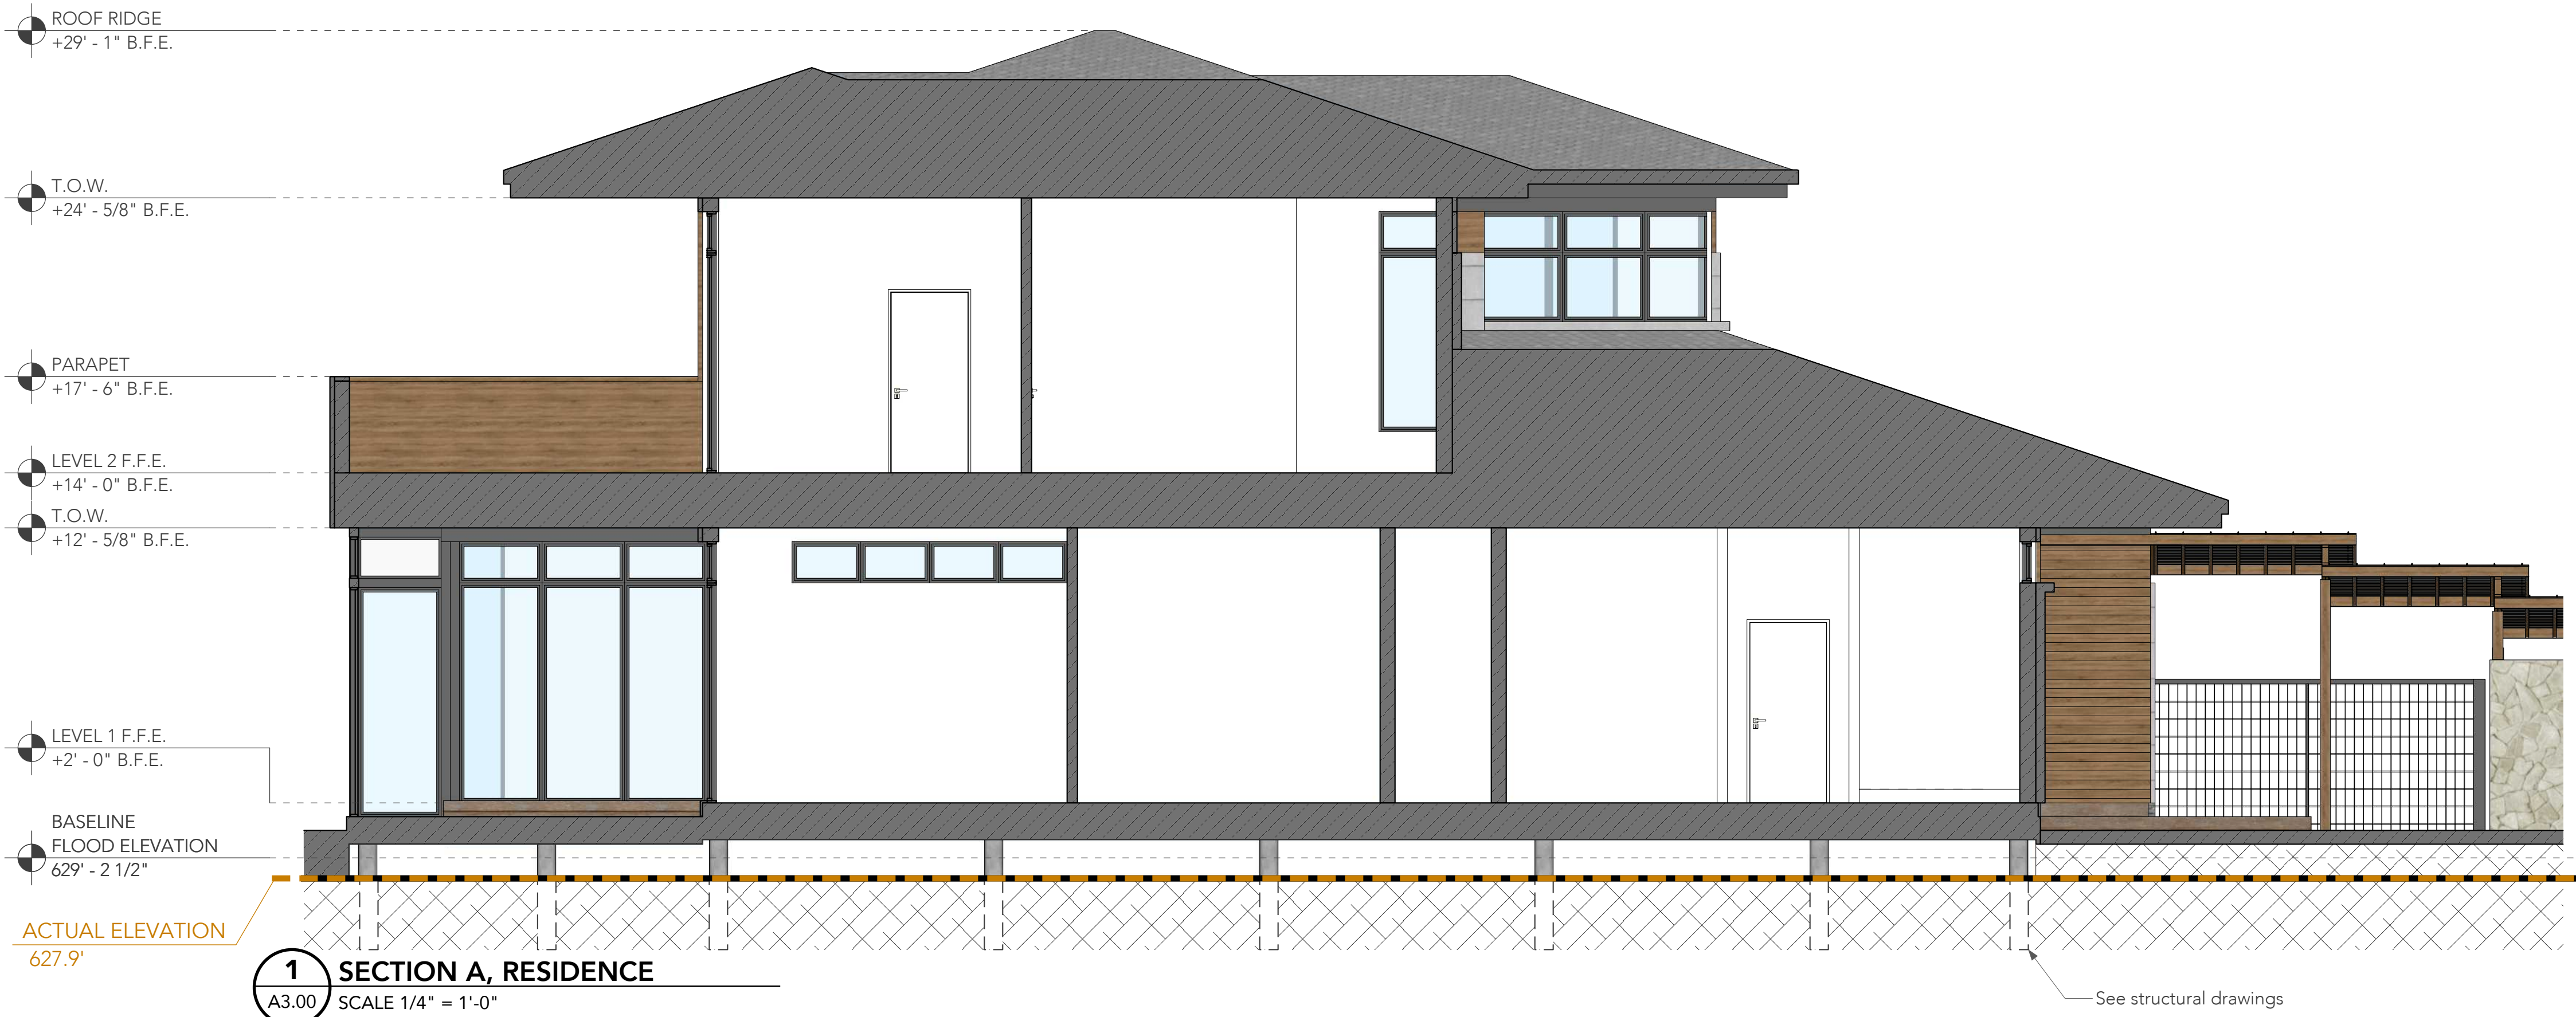 ROOF RIDGE
+29' - 1" B.F.E.
T.O.W.
+24' - 5/8" B.F.E.
PARAPET
+17' - 6" B.F.E.
LEVEL 2 F.F.E.
+14' - 0" B.F.E.
T.O.W.
+12' - 5/8" B.F.E.
LEVEL 1 F.F.E.
+2' - 0" B.F.E.
BASELINE
FLOOD ELEVATION
629' - 2 1/2"
ACTUAL ELEVATION
627.9'
1
A3.00
SECTION A, RESIDENCE
SCALE 1/4" = 1'-0"
See structural drawings